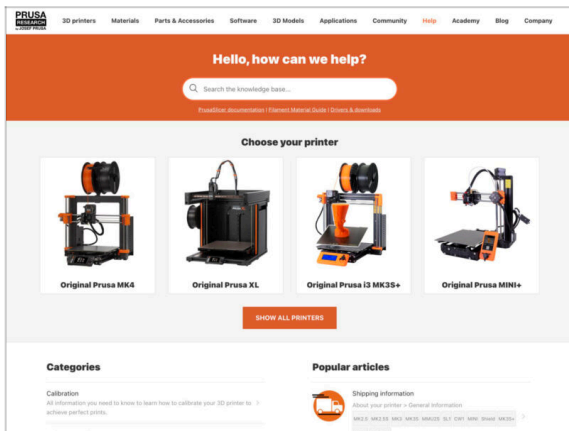 PRUSA
RESEARCH
by JOSEF PRUSA
3D printers Materials Parts & Accessories Software 3D Models Applications Community Help Academy Blog Company
Hello, how can we help?
Search the knowledge base...
PrusaSlicer documentation | Filament Material Guide | Drivers & downloads
Choose your printer
Original Prusa MK4 Original Prusa XL Original Prusa i3 MK3S+ Original Prusa MINI+
SHOW ALL PRINTERS
Categories
Calibration
All information you need to know to learn how to calibrate your 3D printer to
achieve perfect prints.
Popular articles
Shipping information
About your printer > General Information